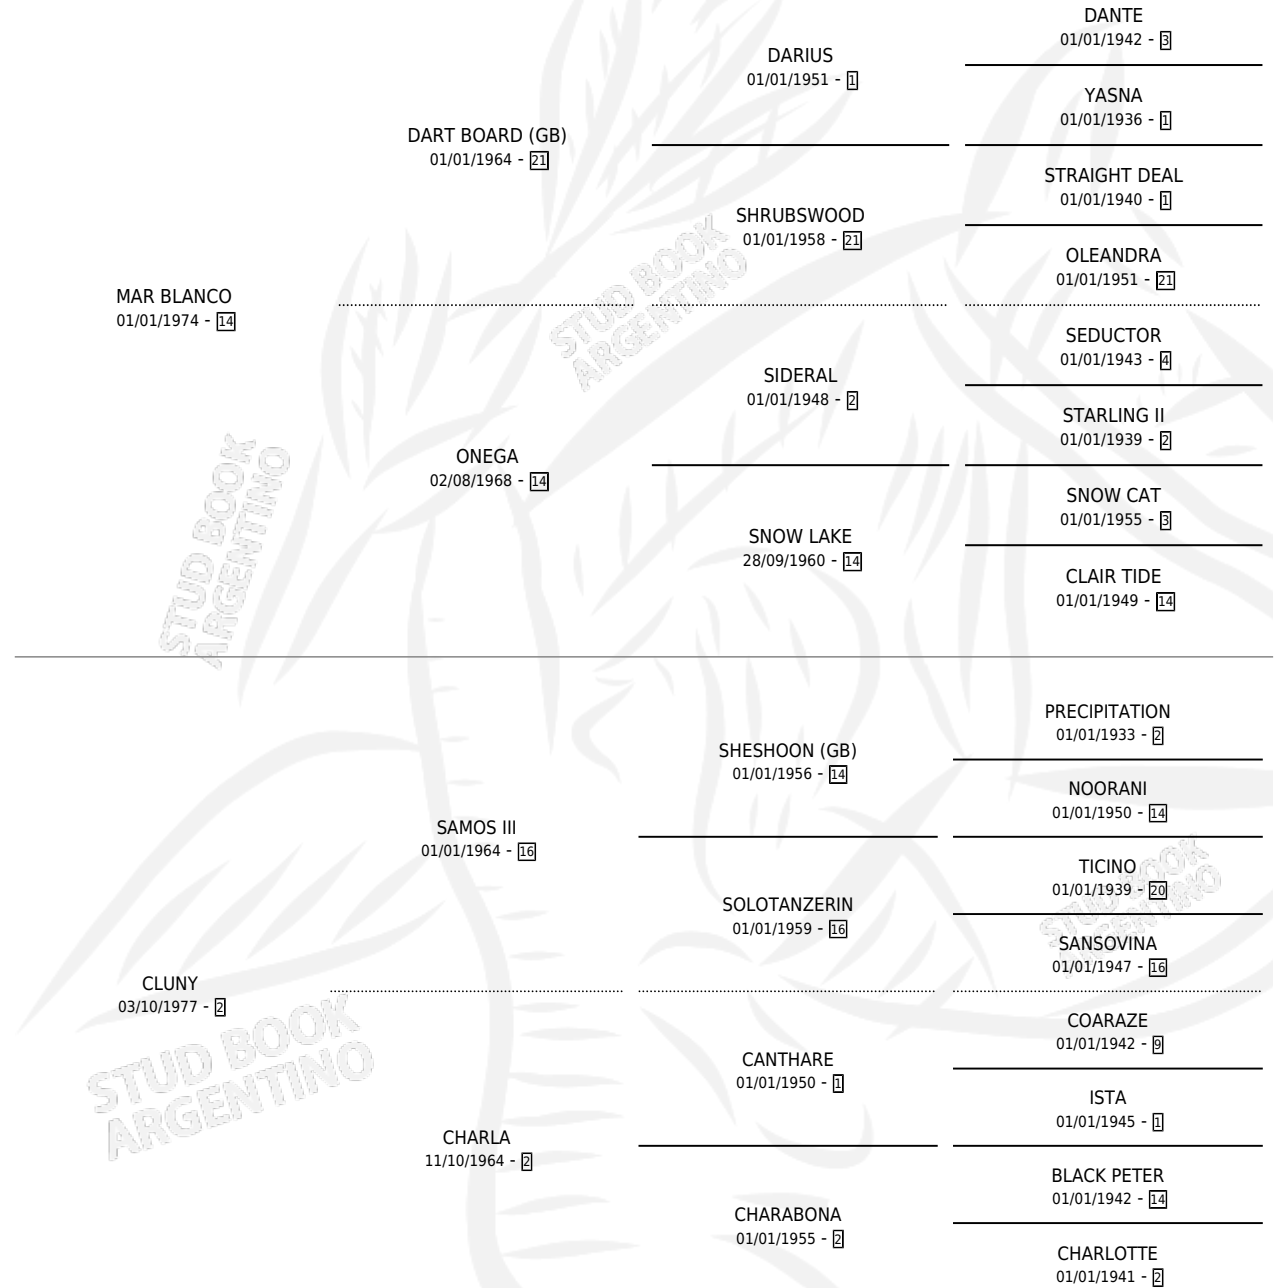 DANTE
01/01/1942 - 3
DARIUS
01/01/1951 - 1
YASNA
01/01/1936 - 1
DART BOARD (GB)
01/01/1964 - 21
STRAIGHT DEAL
01/01/1940 - 1
SHRUBSWOOD
01/01/1958 - 21
OLEANDRA
01/01/1951 - 21
MAR BLANCO
01/01/1974 - 14
SEDUCTOR
01/01/1943 - 4
SIDERAL
01/01/1948 - 2
STARLING II
01/01/1939 - 2
ONEGA
02/08/1968 - 14
SNOW CAT
01/01/1955 - 3
SNOW LAKE
28/09/1960 - 14
CLAIR TIDE
01/01/1949 - 14
STUD BOOK
ARGENTINO
STUD BOOK
ARGENTINO
PRECIPITATION
01/01/1933 - 2
SHESHOON (GB)
01/01/1956 - 14
NOORANI
01/01/1950 - 14
SAMOS III
01/01/1964 - 16
TICINO
01/01/1939 - 20
SOLOTANZERIN
01/01/1959 - 16
SANSOVINA
01/01/1947 - 16
STUD BOOK
ARGENTINO
CLUNY
03/10/1977 - 2
COARAZE
01/01/1942 - 9
CANTHARE
01/01/1950 - 1
ISTA
01/01/1945 - 1
CHARLA
11/10/1964 - 2
BLACK PETER
01/01/1942 - 14
CHARABONA
01/01/1955 - 2
CHARLOTTE
01/01/1941 - 2
STUD BOOK
ARGENTINO